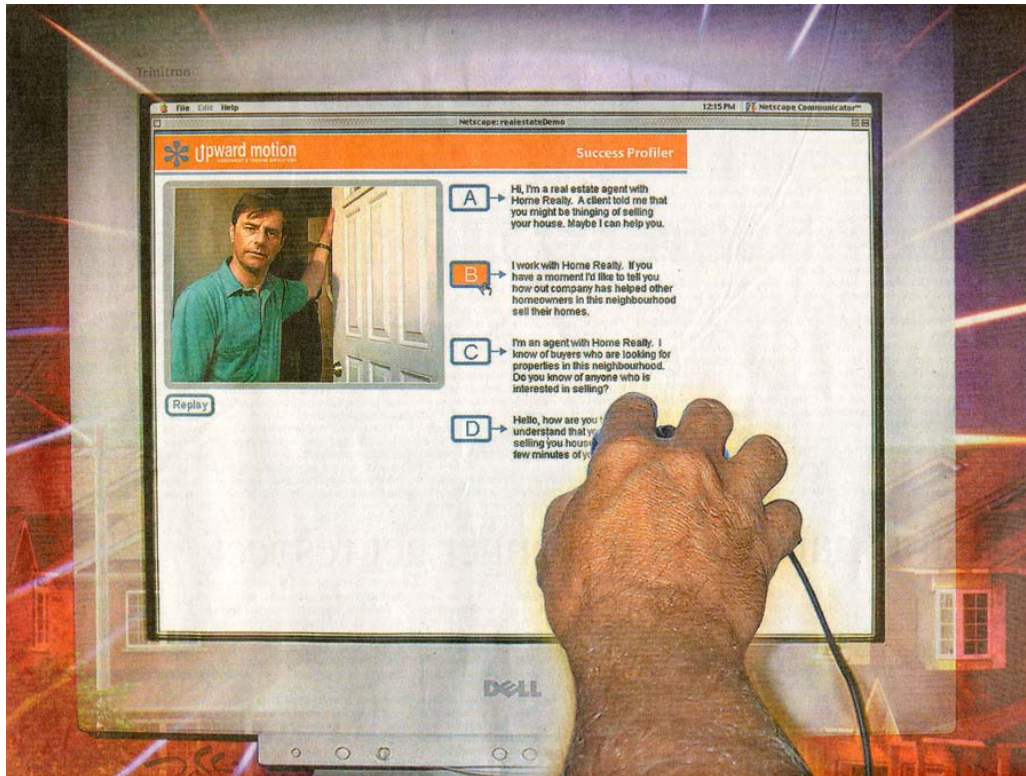 Trinitron
File Edit Help
12:15 PM
Netscape Communicator™
Netscape: realestateDemo
Upward motion
Success Profiler
A
Hi, I'm a real estate agent with
Home Realty. A client told me that
you might be thinging of selling
your house. Maybe I can help you.
B
I work with Home Realty. If you
have a moment I'd like to tell you
how out company has helped other
homeowners in this neighbourhood
sell their homes.
C
I'm an agent with Home Realty. I
know of buyers who are looking for
properties in this neighbourhood.
Do you know of anyone who is
interested in selling?
Replay
D
Hello, how are you
understand that
selling you
few minutes of
DELL